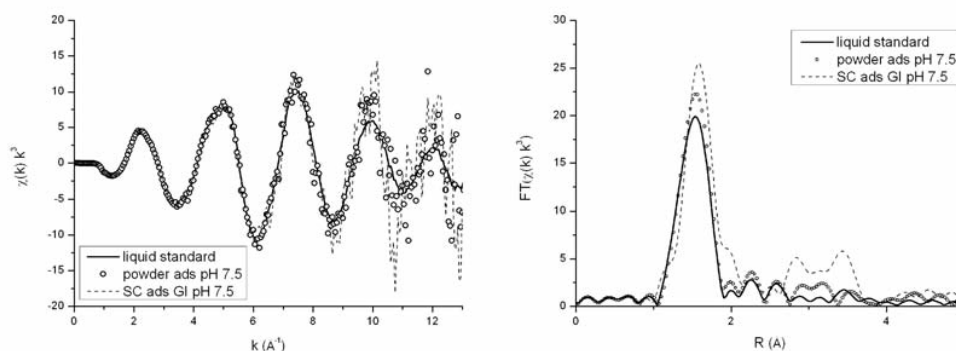 20
15
10
5
0
-5
-10
-15
-20
χ(k) k³
0 2 4 6 8 10 12
k (A⁻¹)
liquid standard
powder ads pH 7.5
SC ads GI pH 7.5
30
25
20
15
10
5
0
FT(χ(k) k³)
0 2 4
R (A)
liquid standard
powder ads pH 7.5
SC ads GI pH 7.5